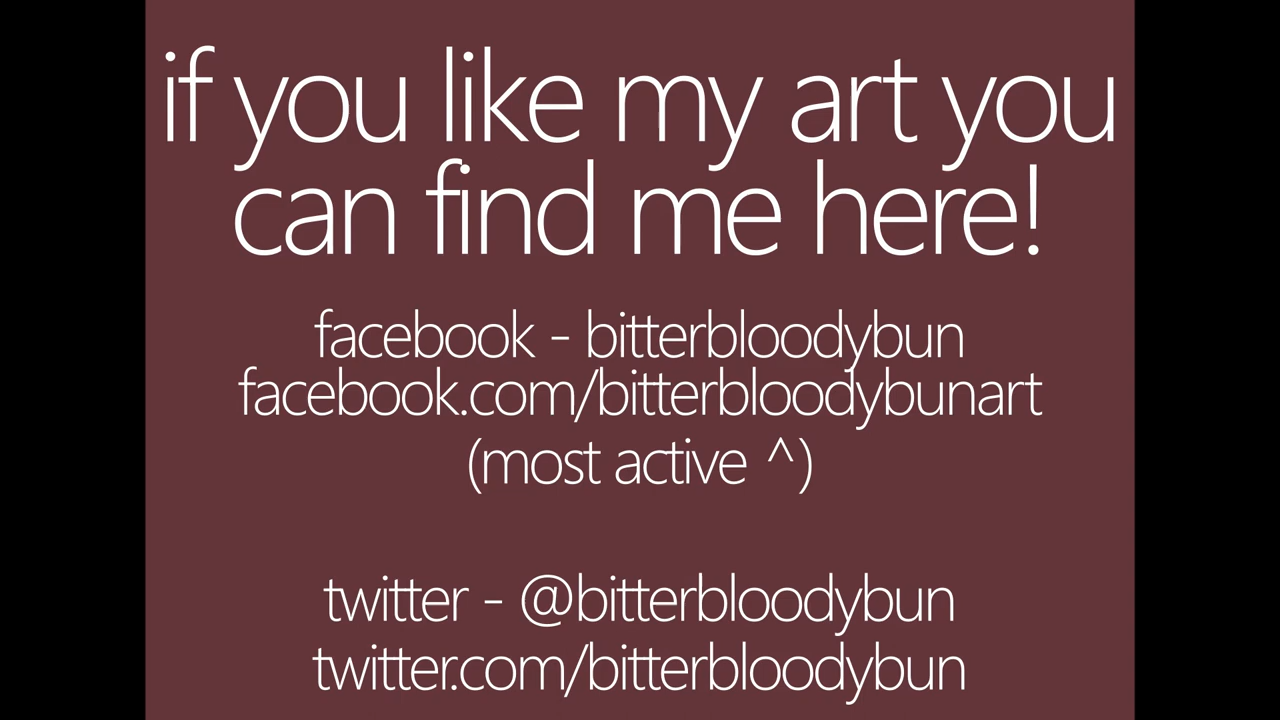 if you like my art you
can find me here!
facebook - bitterbloodybun
facebook.com/bitterbloodybunart
(most active ^)
twitter - @bitterbloodybun
twitter.com/bitterbloodybun